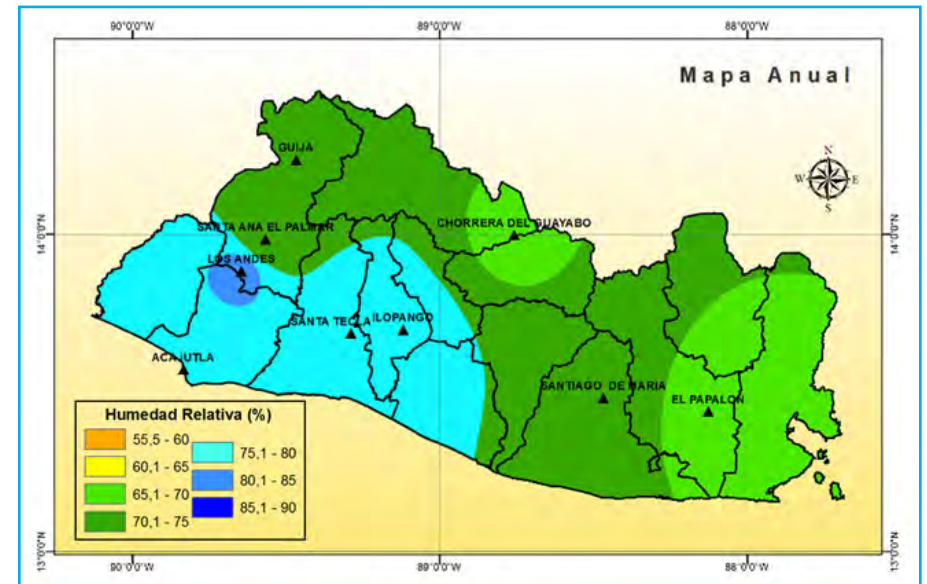 90°0'0"W 89°0'0"W 88°0'0"W
Mapa Anual
N
W E
S
14°0'0"N 14°0'0"N
GUIJA
SANTA ANA EL PALMAR
CHORRERA DEL GUAYABO
LOS ANDES
SANTA TECLA
ILOPANGO
ACAJUTLA
SANTIAGO DE MARIA
EL PAPALON
Humedad Relativa (%)
55,5 - 60
60,1 - 65
65,1 - 70
70,1 - 75
75,1 - 80
80,1 - 85
85,1 - 90
13°0'0"N 13°0'0"N
90°0'0"W 89°0'0"W 88°0'0"W